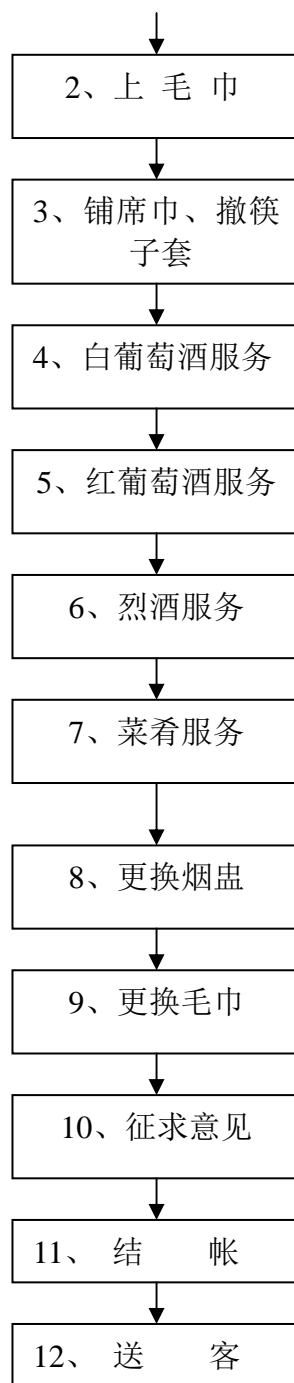 2、上 毛 巾
3、铺席巾、撤筷
子套
4、白葡萄酒服务
5、红葡萄酒服务
6、烈酒服务
7、菜肴服务
8、更换烟盅
9、更换毛巾
10、征求意见
11、 结 帐
12、 送 客